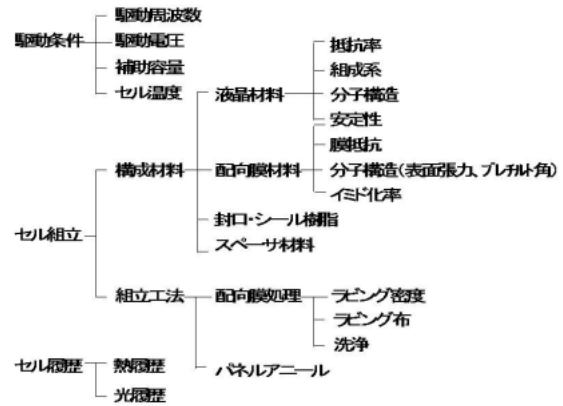 駆動条件
駆動周波数
駆動電圧
補助容量
セル温度
セル組立
構成材料
液晶材料
抵抗率
組成系
分子構造
安定性
配向膜材料
膜抵抗
分子構造(表面張力、プレチルト角)
イミド化率
封口・シール樹脂
スペーサ材料
組立工法
配向膜処理
ラビング密度
ラビング布
洗浄
パネルアニール
セル履歴
熱履歴
光履歴